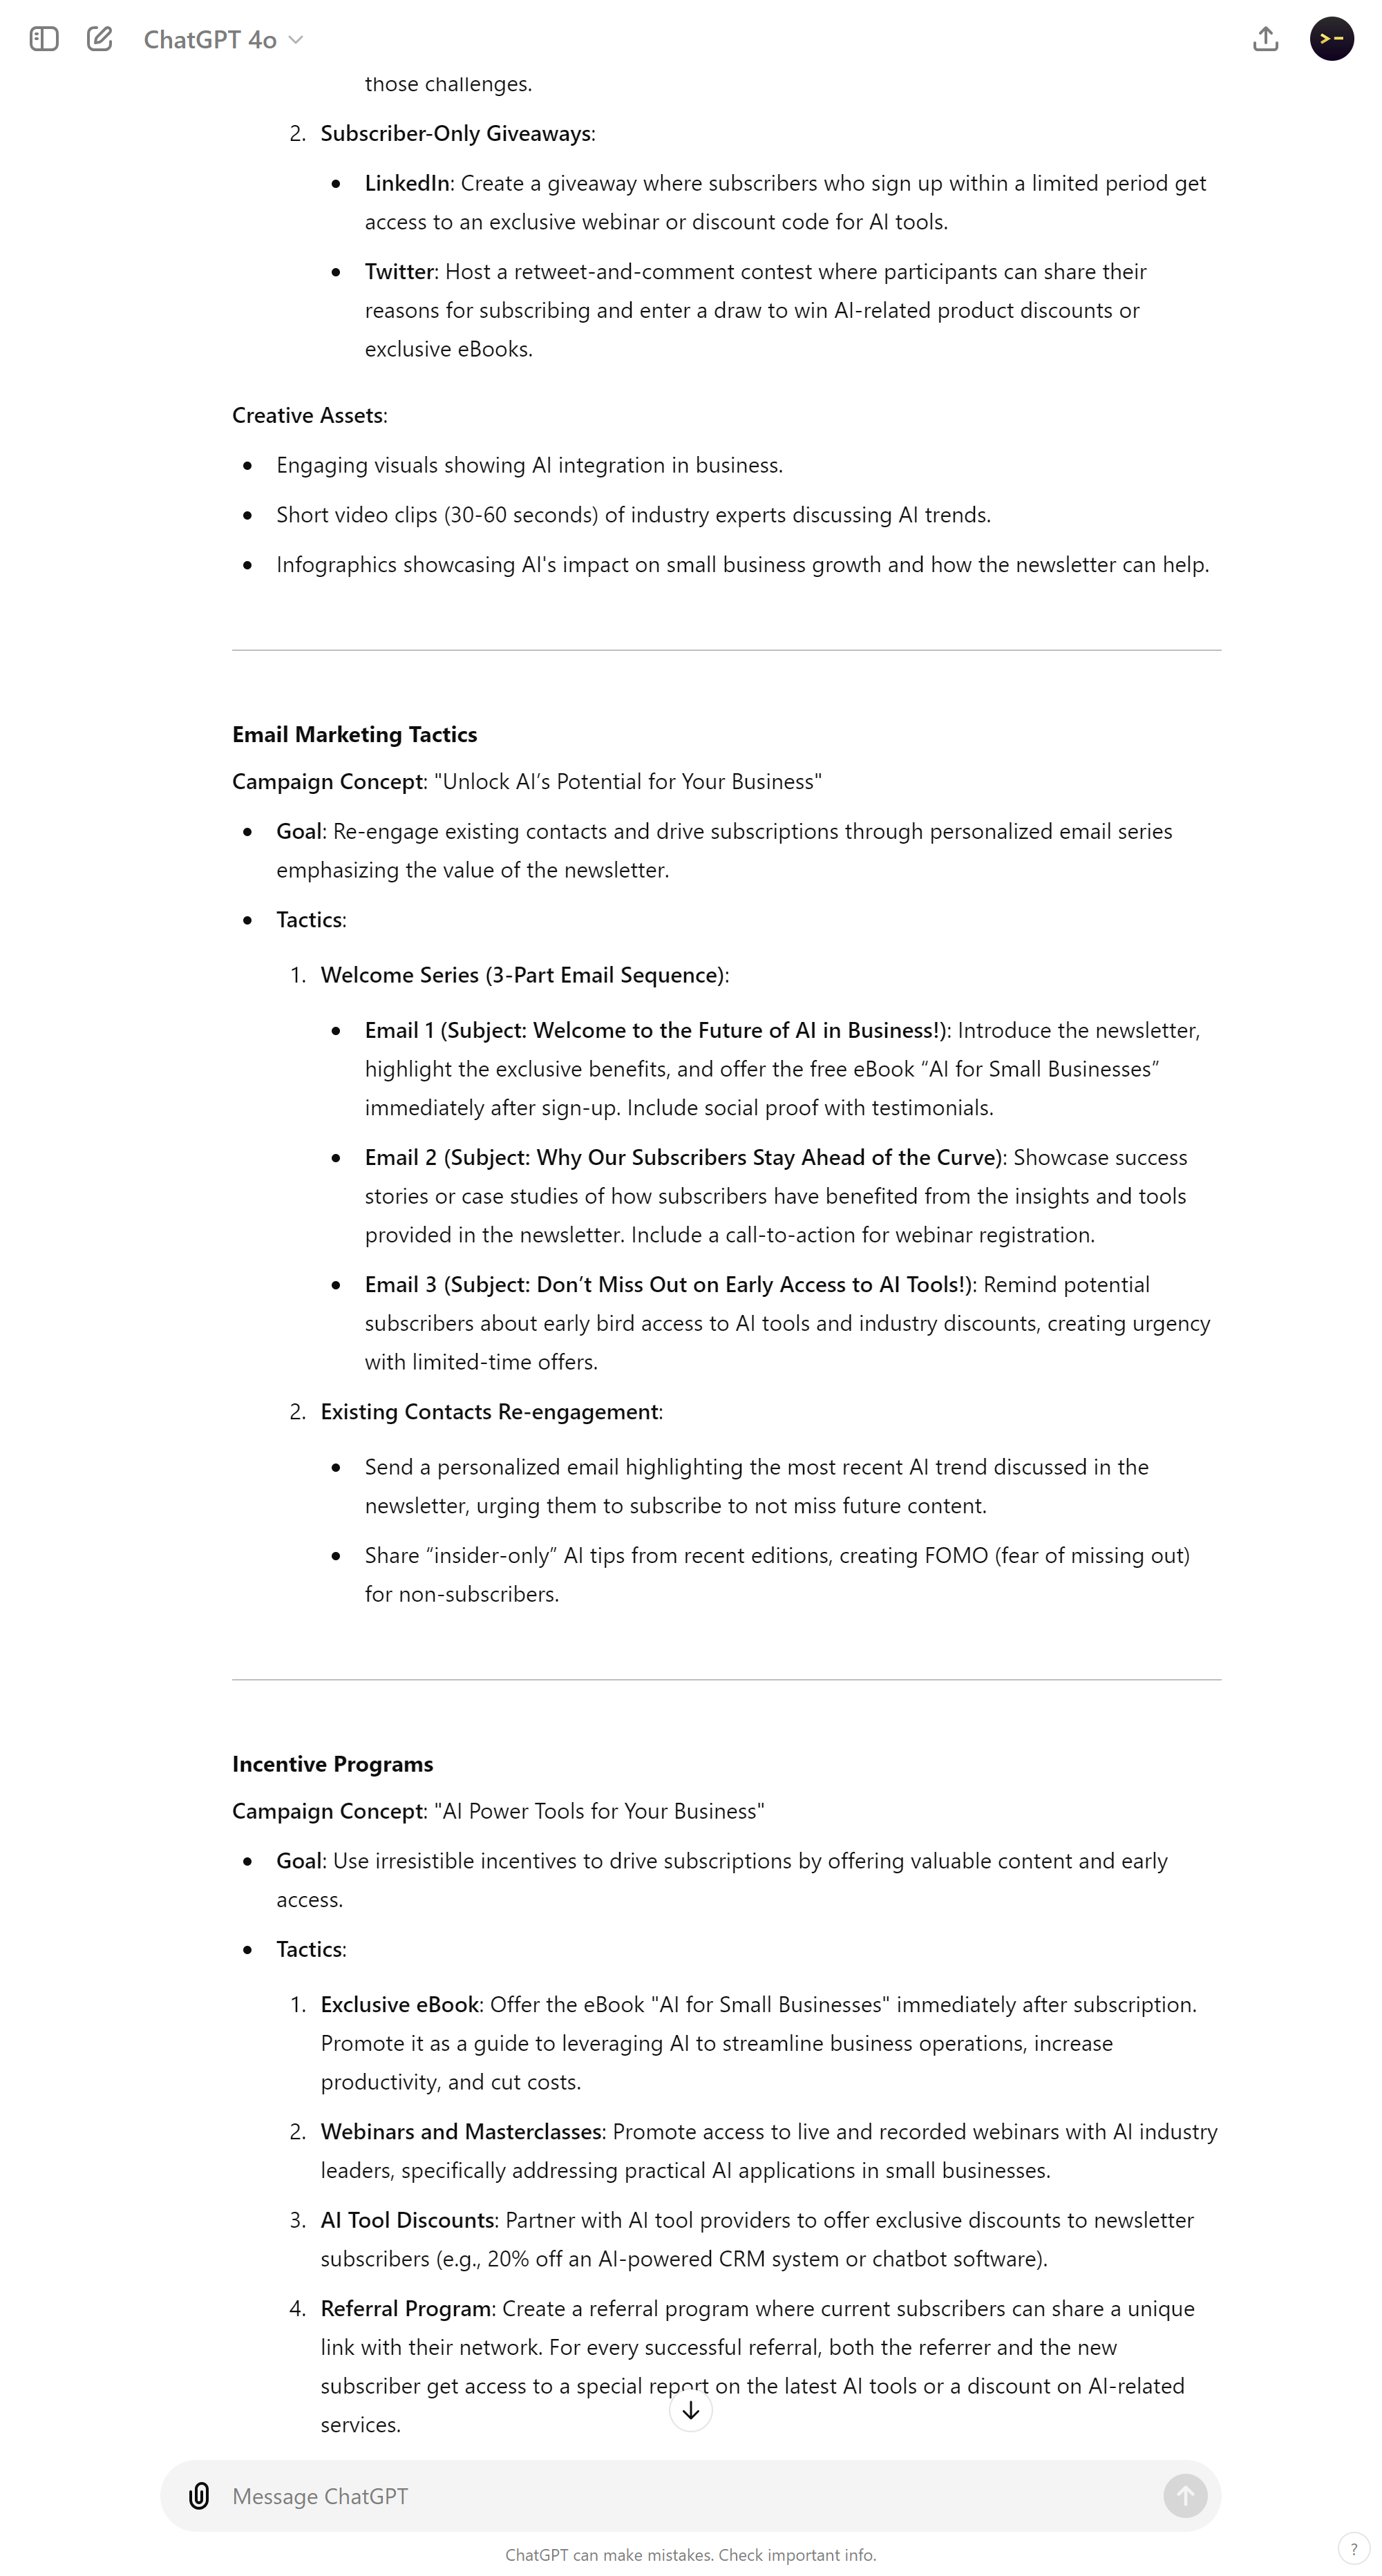 ChatGPT 4o
those challenges.
2. Subscriber-Only Giveaways:
• LinkedIn: Create a giveaway where subscribers who sign up within a limited period get
access to an exclusive webinar or discount code for AI tools.
• Twitter: Host a retweet-and-comment contest where participants can share their
reasons for subscribing and enter a draw to win AI-related product discounts or
exclusive eBooks.
Creative Assets:
• Engaging visuals showing AI integration in business.
• Short video clips (30-60 seconds) of industry experts discussing AI trends.
• Infographics showcasing AI's impact on small business growth and how the newsletter can help.
Email Marketing Tactics
Campaign Concept: "Unlock AI’s Potential for Your Business"
• Goal: Re-engage existing contacts and drive subscriptions through personalized email series
emphasizing the value of the newsletter.
• Tactics:
1. Welcome Series (3-Part Email Sequence):
• Email 1 (Subject: Welcome to the Future of AI in Business!): Introduce the newsletter,
highlight the exclusive benefits, and offer the free eBook “AI for Small Businesses”
immediately after sign-up. Include social proof with testimonials.
• Email 2 (Subject: Why Our Subscribers Stay Ahead of the Curve): Showcase success
stories or case studies of how subscribers have benefited from the insights and tools
provided in the newsletter. Include a call-to-action for webinar registration.
• Email 3 (Subject: Don’t Miss Out on Early Access to AI Tools!): Remind potential
subscribers about early bird access to AI tools and industry discounts, creating urgency
with limited-time offers.
2. Existing Contacts Re-engagement:
• Send a personalized email highlighting the most recent AI trend discussed in the
newsletter, urging them to subscribe to not miss future content.
• Share “insider-only” AI tips from recent editions, creating FOMO (fear of missing out)
for non-subscribers.
Incentive Programs
Campaign Concept: "AI Power Tools for Your Business"
• Goal: Use irresistible incentives to drive subscriptions by offering valuable content and early
access.
• Tactics:
1. Exclusive eBook: Offer the eBook "AI for Small Businesses" immediately after subscription.
Promote it as a guide to leveraging AI to streamline business operations, increase
productivity, and cut costs.
2. Webinars and Masterclasses: Promote access to live and recorded webinars with AI industry
leaders, specifically addressing practical AI applications in small businesses.
3. AI Tool Discounts: Partner with AI tool providers to offer exclusive discounts to newsletter
subscribers (e.g., 20% off an AI-powered CRM system or chatbot software).
4. Referral Program: Create a referral program where current subscribers can share a unique
link with their network. For every successful referral, both the referrer and the new
subscriber get access to a special report on the latest AI tools or a discount on AI-related
services.
Message ChatGPT
ChatGPT can make mistakes. Check important info.
?